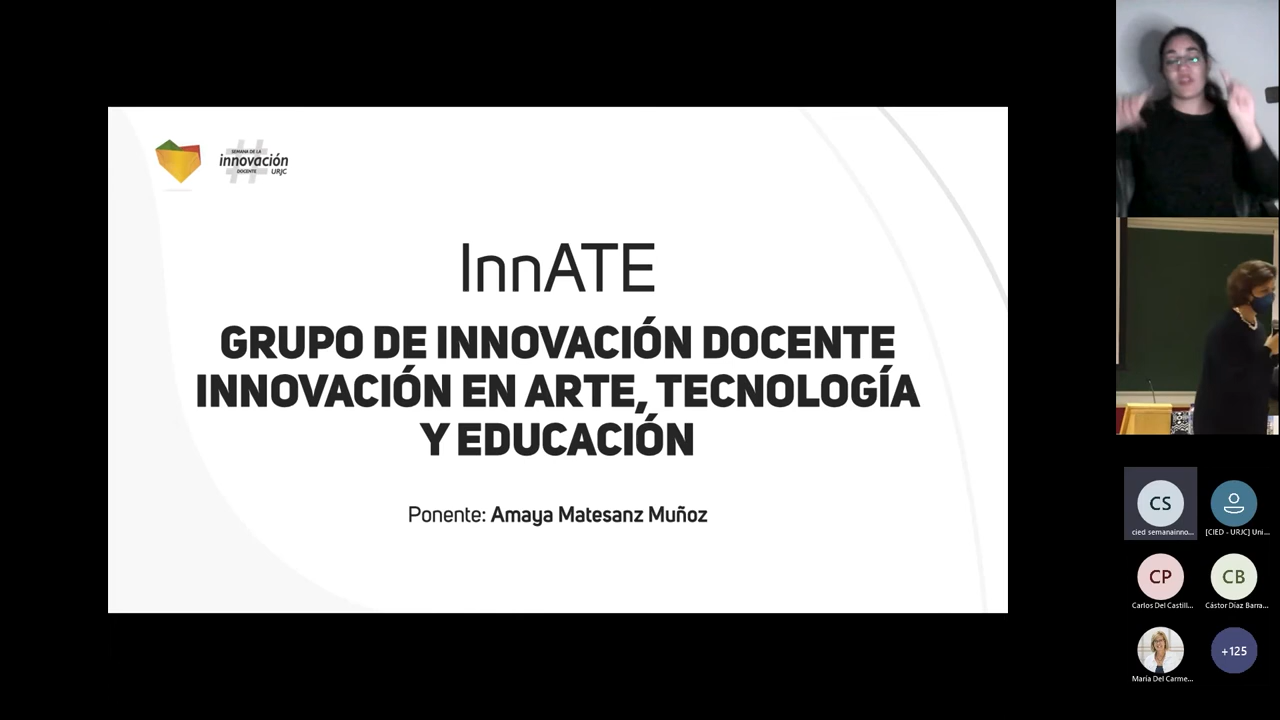 SEMANA DE LA
innovación
DOCENTE
URJC
InnATE
GRUPO DE INNOVACIÓN DOCENTE
INNOVACIÓN EN ARTE, TECNOLOGÍA
Y EDUCACIÓN
Ponente: Amaya Matesanz Muñoz
CS
cied semanainno...
[CIED - URJC] Uni...
CP
Carlos Del Castill...
CB
Cástor Díaz Barra...
María Del Carme...
+125